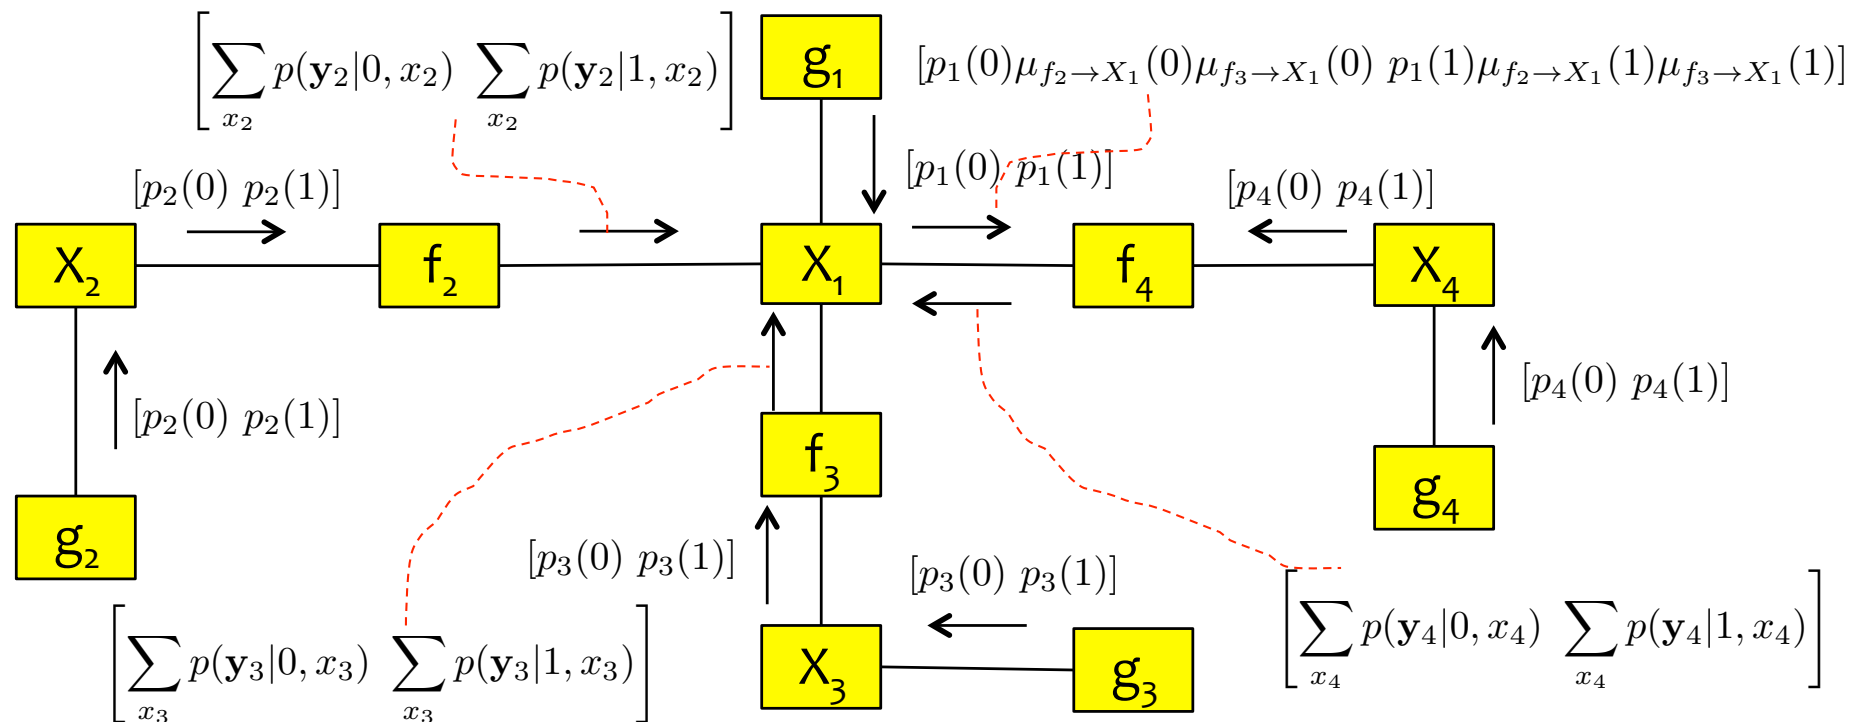 [∑_{x_2} p(𝐲_2|0, x_2) ∑_{x_2} p(𝐲_2|1, x_2)]
g_1
[p_1(0)μ_{f_2→X_1}(0)μ_{f_3→X_1}(0) p_1(1)μ_{f_2→X_1}(1)μ_{f_3→X_1}(1)]
[p_2(0) p_2(1)]
[p_1(0) p_1(1)]
[p_4(0) p_4(1)]
X_2
f_2
X_1
f_4
X_4
[p_2(0) p_2(1)]
[p_4(0) p_4(1)]
f_3
g_4
g_2
[p_3(0) p_3(1)]
[p_3(0) p_3(1)]
[∑_{x_3} p(𝐲_3|0, x_3) ∑_{x_3} p(𝐲_3|1, x_3)]
X_3
g_3
[∑_{x_4} p(𝐲_4|0, x_4) ∑_{x_4} p(𝐲_4|1, x_4)]